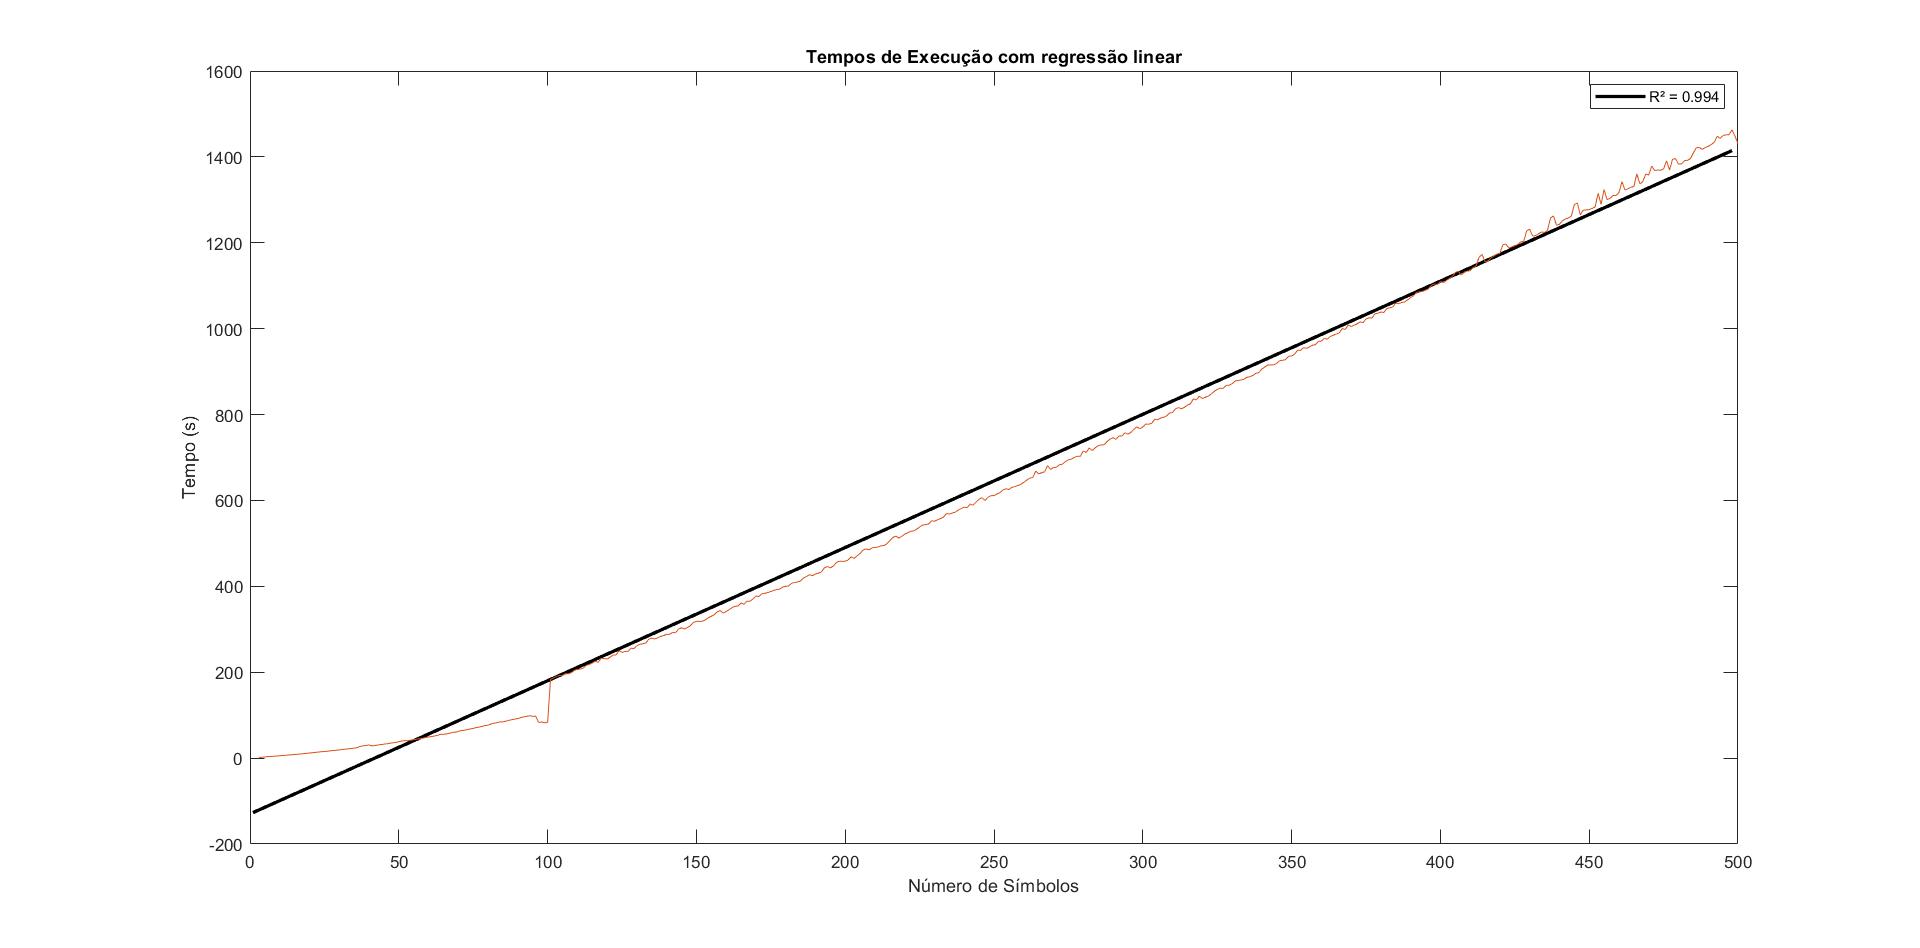 Tempos de Execução com regressão linear
R² = 0.994
1600
1400
1200
1000
800
600
400
200
0
-200
Tempo (s)
0 50 100 150 200 250 300 350 400 450 500
Número de Símbolos